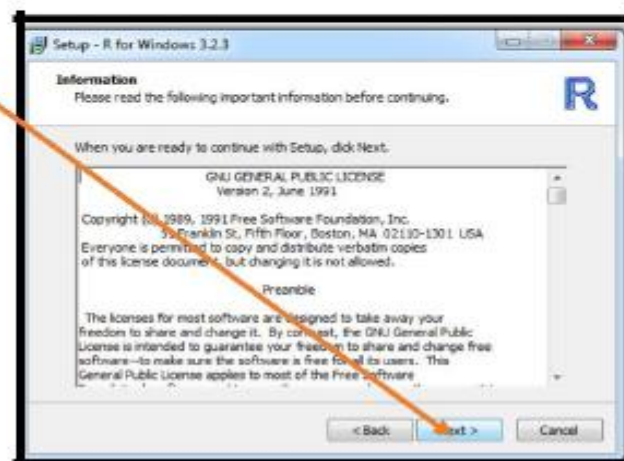 Setup - R for Windows 3.2.3
Information
Please read the following important information before continuing.
R
When you are ready to continue with Setup, click Next.
GNU GENERAL PUBLIC LICENSE
Version 2, June 1991
Copyright (C) 1989, 1991 Free Software Foundation, Inc.
51 Franklin St, Fifth Floor, Boston, MA 02110-1301 USA
Everyone is permitted to copy and distribute verbatim copies
of this license document, but changing it is not allowed.
Preamble
The licenses for most software are designed to take away your
freedom to share and change it. By contrast, the GNU General Public
License is intended to guarantee your freedom to share and change free
software--to make sure the software is free for all its users. This
General Public License applies to most of the Free Software
< Back
Next >
Cancel